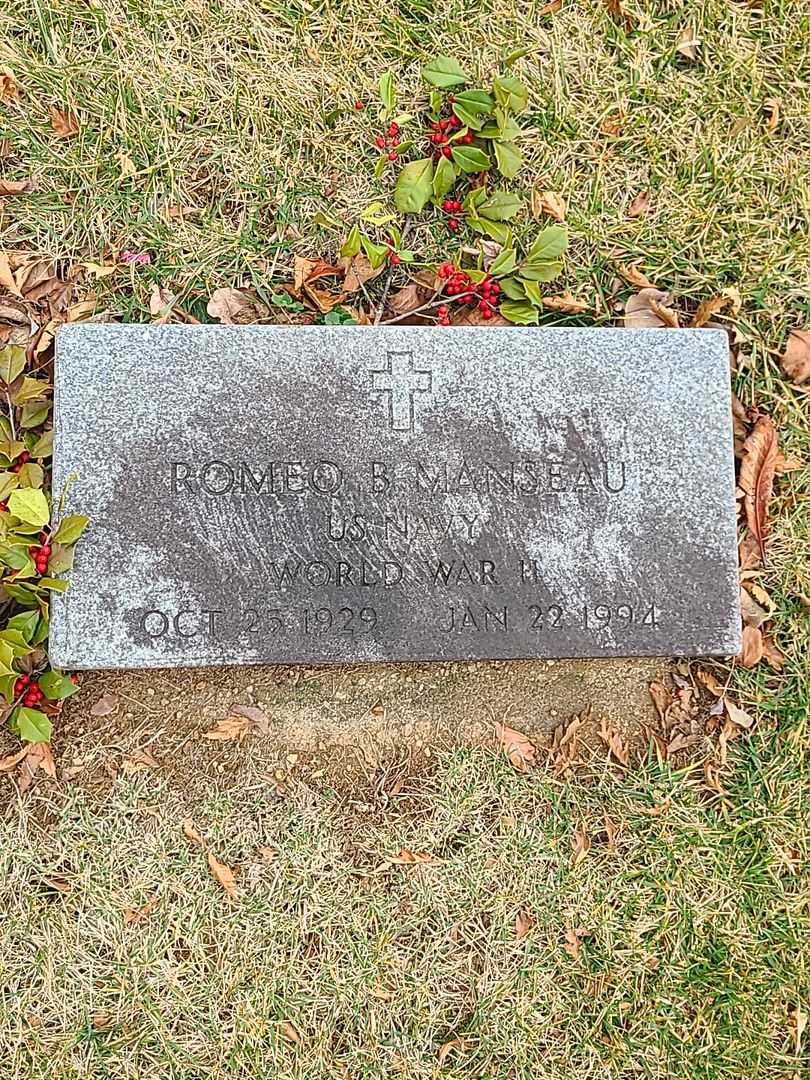 ROMEO B MANSEAU
US NAVY
WORLD WAR II
OCT 25 1929 JAN 22 1994